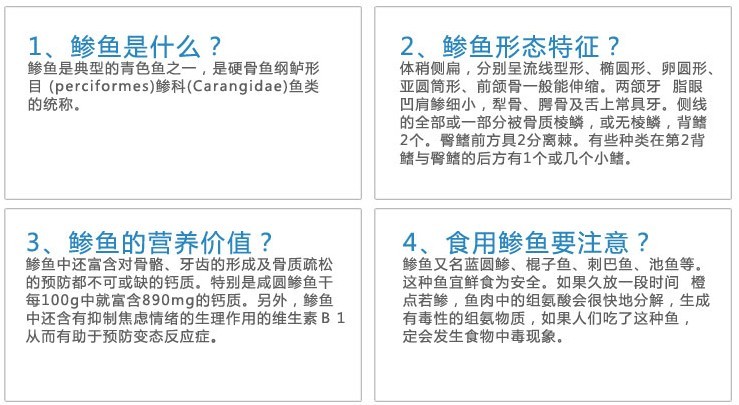 1、鲹鱼是什么？
鲹鱼是典型的青色鱼之一，是硬骨鱼纲鲈形
目 (perciformes)鲹科(Carangidae)鱼类
的统称。
2、鲹鱼形态特征？
体稍侧扁，分别呈流线型形、椭圆形、卵圆形、
亚圆筒形、前颌骨一般能伸缩。两颌牙　脂眼
凹肩鲹细小，犁骨、腭骨及舌上常具牙。侧线
的全部或一部分被骨质棱鳞，或无棱鳞，背鳍
2个。臀鳍前方具2分离棘。有些种类在第2背
鳍与臀鳍的后方有1个或几个小鳍。
3、鲹鱼的营养价值？
鲹鱼中还富含对骨骼、牙齿的形成及骨质疏松
的预防都不可或缺的钙质。特别是咸圆鲹鱼干
每100g中就富含890mg的钙质。另外，鲹鱼
中还含有抑制焦虑情绪的生理作用的维生素Ｂ１
从而有助于预防变态反应症。
4、食用鲹鱼要注意？
鲹鱼又名蓝圆鲹、棍子鱼、刺巴鱼、池鱼等。
这种鱼宜鲜食为安全。如果久放一段时间　橙
点若鲹，鱼肉中的组氨酸会很快地分解，生成
有毒性的组氨物质，如果人们吃了这种鱼，
定会发生食物中毒现象。